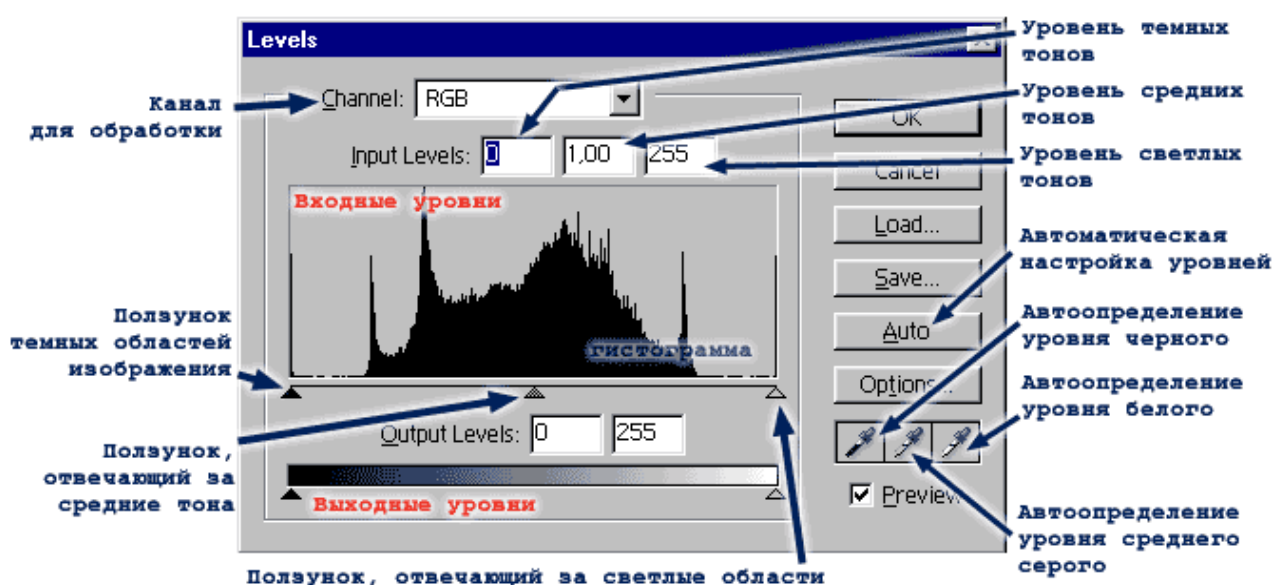 Levels
Уровень темных
тонов
Канал
для обработки
Channel: RGB
Уровень средних
тонов
OK
Input Levels: 0 1,00 255
Уровень светлых
тонов
Cancel
Входные уровни
Load...
Автоматическая
настройка уровней
Save...
Ползунок
темных областей
изображения
гистограмма
Auto
Автоопределение
уровня черного
Options...
Автоопределение
уровня белого
Output Levels: 0 255
Ползунок,
отвечающий за
средние тона
Выходные уровни
Preview
Автоопределение
уровня среднего
серого
Ползунок, отвечающий за светлые области